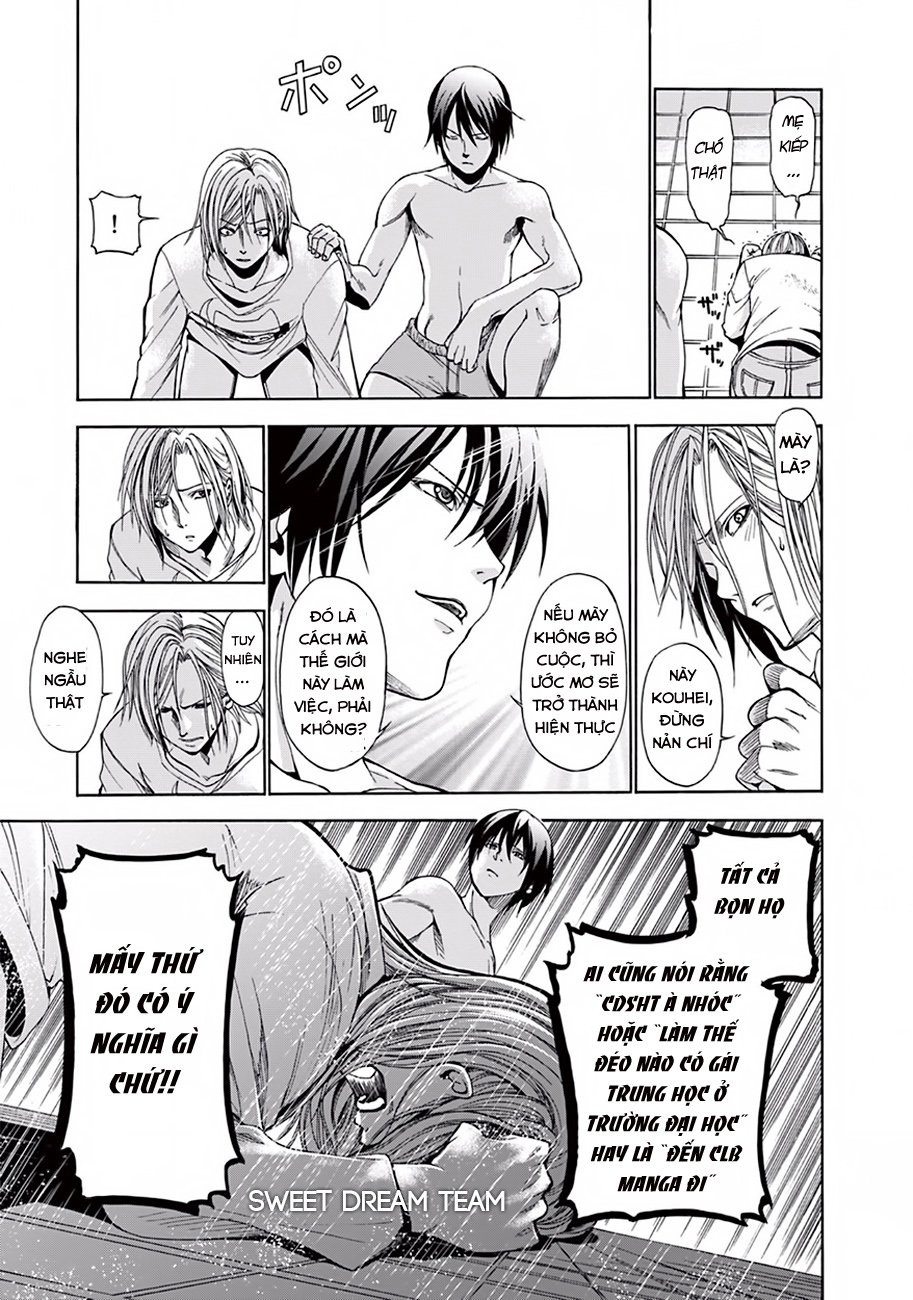 MẸ
KIẾP
...
CHÓ
THẬT
ザッ
ザッ
ポンッ
!
MÀY
LÀ?
NÀY
KOUHEI,
ĐỪNG
NẢN CHÍ
NẾU MÀY
KHÔNG BỎ
CUỘC, THÌ
ƯỚC MƠ SẼ
TRỞ THÀNH
HIỆN THỰC
ĐÓ LÀ
CÁCH MÀ
THẾ GIỚI
NÀY LÀM
VIỆC, PHẢI
KHÔNG?
TUY
NHIÊN
...
NGHE
NGẦU
THẬT
TẤT CẢ
BỌN HỌ
AI CŨNG NÓI RẰNG
"CDSHT À NHÓC"
HOẶC "LÀM THẾ
ĐÉO NÀO CÓ GÁI
TRUNG HỌC Ở
TRƯỜNG ĐẠI HỌC"
HAY LÀ "ĐẾN CLB
MANGA ĐI"
MẤY THỨ
ĐÓ CÓ Ý
NGHĨA GÌ
CHỨ!!
SWEET DREAM TEAM